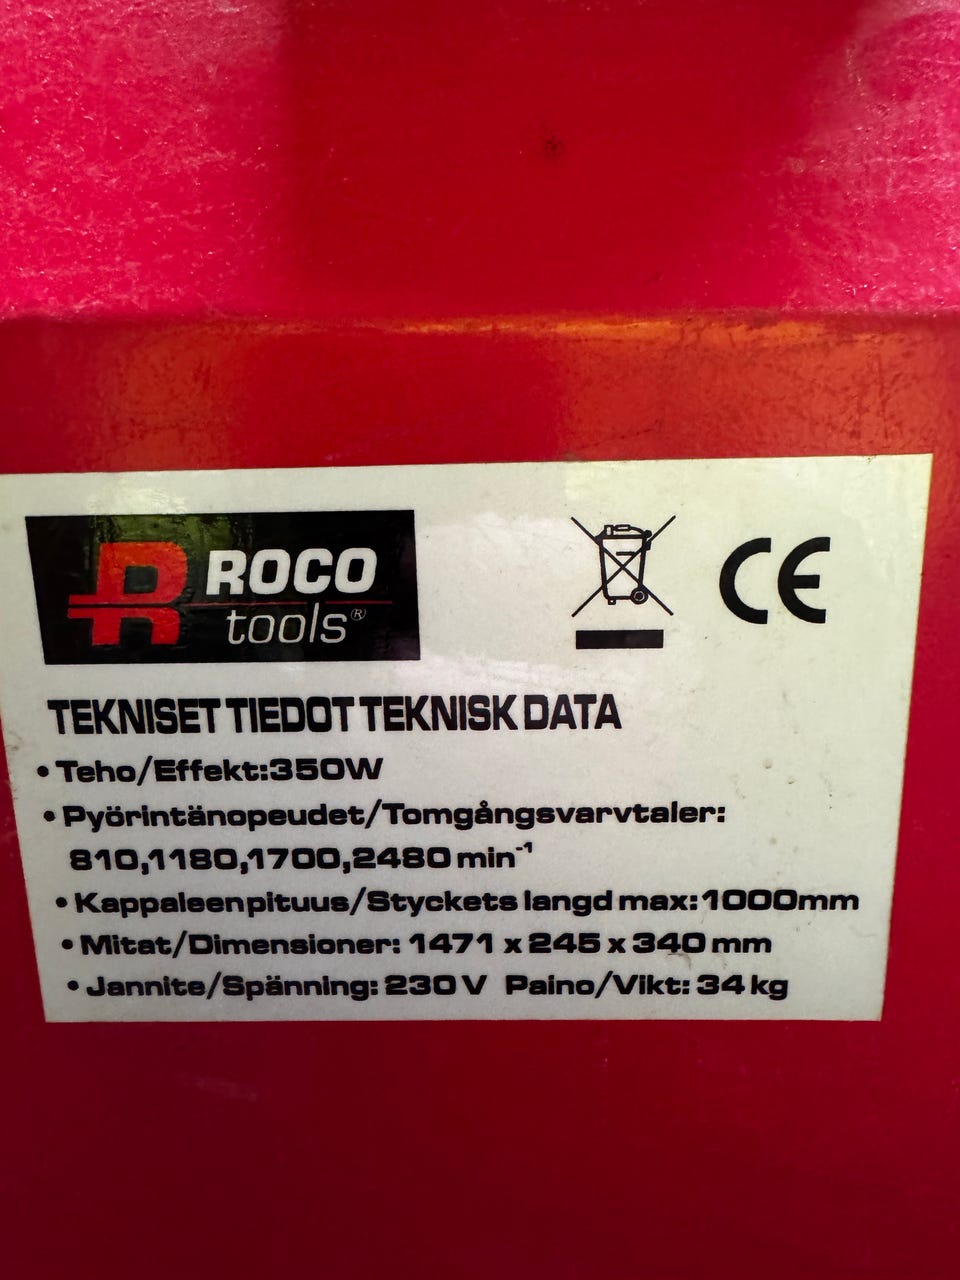 ROCO
tools®
CE
TEKNISET TIEDOT TEKNISK DATA
• Teho/Effekt:350W
• Pyörintänopeudet/Tomgångsvarvtaler:
810,1180,1700,2480 min⁻¹
• Kappaleenpituus/Styckets langd max:1000mm
• Mitat/Dimensioner: 1471 x 245 x 340 mm
• Jannite/Spänning: 230 V Paino/Vikt: 34 kg